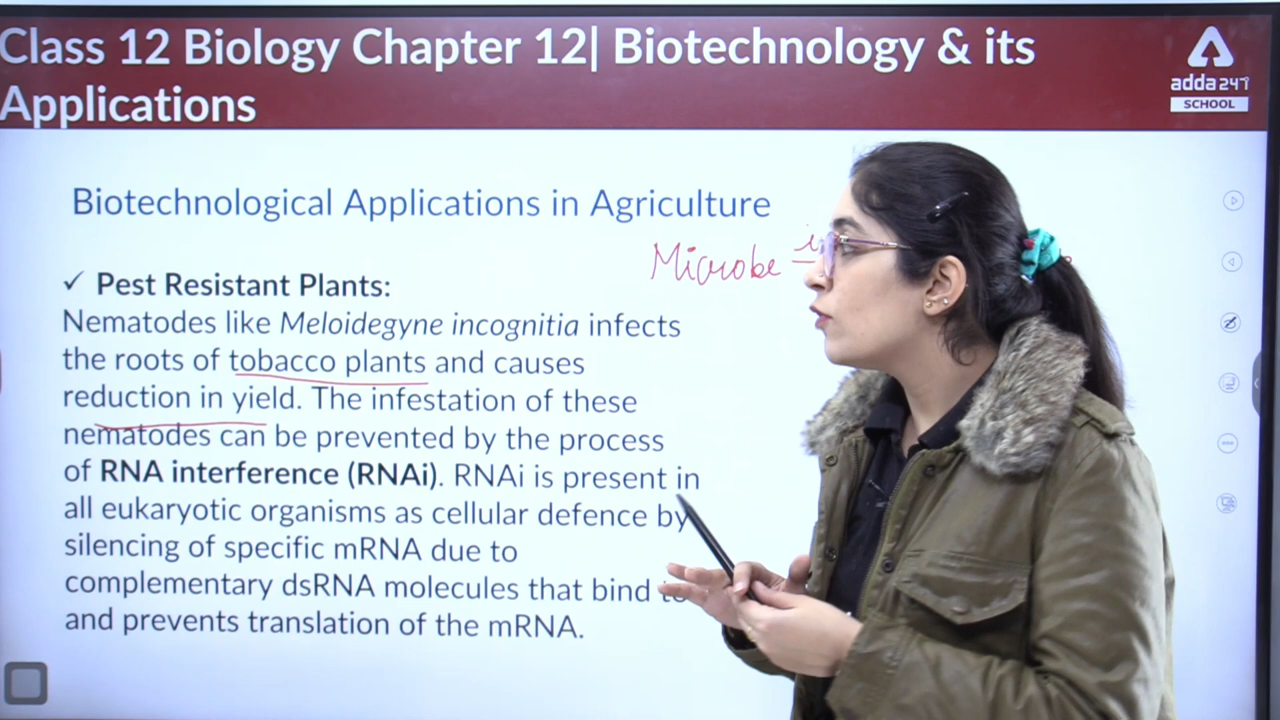 Class 12 Biology Chapter 12| Biotechnology & its
Applications
adda247
SCHOOL
Biotechnological Applications in Agriculture
Microbe
✓ Pest Resistant Plants:
Nematodes like Meloidegyne incognitia infects
the roots of tobacco plants and causes
reduction in yield. The infestation of these
nematodes can be prevented by the process
of RNA interference (RNAi). RNAi is present in
all eukaryotic organisms as cellular defence by
silencing of specific mRNA due to
complementary dsRNA molecules that bind to
and prevents translation of the mRNA.